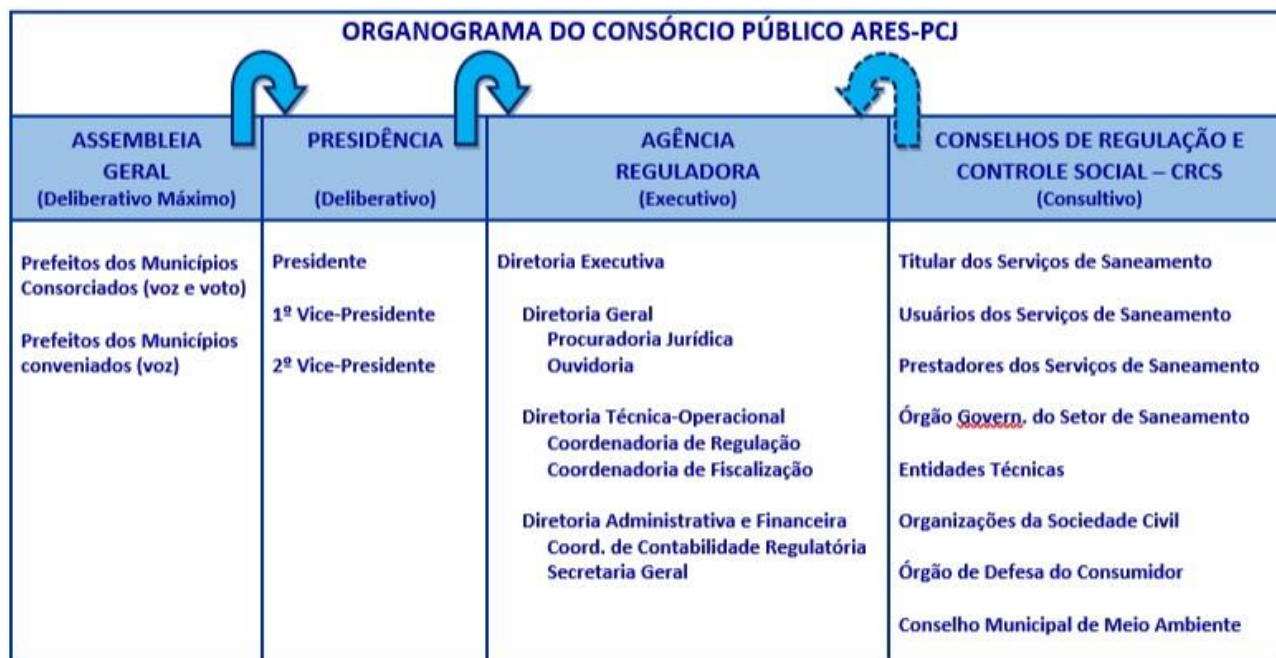 ORGANOGRAMA DO CONSÓRCIO PÚBLICO ARES-PCJ
ASSEMBLEIA
GERAL
(Deliberativo Máximo)
Prefeitos dos Municípios
Consorciados (voz e voto)
Prefeitos dos Municípios
conveniados (voz)
PRESIDÊNCIA
(Deliberativo)
Presidente
1º Vice-Presidente
2º Vice-Presidente
AGÊNCIA
REGULADORA
(Executivo)
Diretoria Executiva
Diretoria Geral
Procuradoria Jurídica
Ouvidoria
Diretoria Técnica-Operacional
Coordenadoria de Regulação
Coordenadoria de Fiscalização
Diretoria Administrativa e Financeira
Coord. de Contabilidade Regulatória
Secretaria Geral
CONSELHOS DE REGULAÇÃO E
CONTROLE SOCIAL – CRCS
(Consultivo)
Titular dos Serviços de Saneamento
Usuários dos Serviços de Saneamento
Prestadores dos Serviços de Saneamento
Órgão Govern. do Setor de Saneamento
Entidades Técnicas
Organizações da Sociedade Civil
Órgão de Defesa do Consumidor
Conselho Municipal de Meio Ambiente